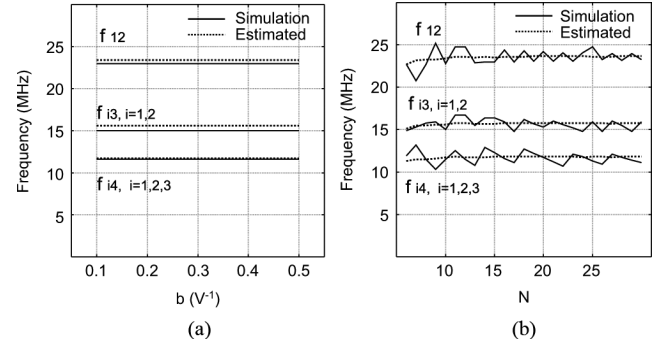 Simulation
Estimated
f 12
f i3, i=1,2
f i4, i=1,2,3
25
20
15
10
5
Frequency (MHz)
0.1 0.2 0.3 0.4 0.5
b (V-1)
(a)
Simulation
Estimated
f 12
f i3, i=1,2
f i4, i=1,2,3
25
20
15
10
5
Frequency (MHz)
10 15 20 25
N
(b)